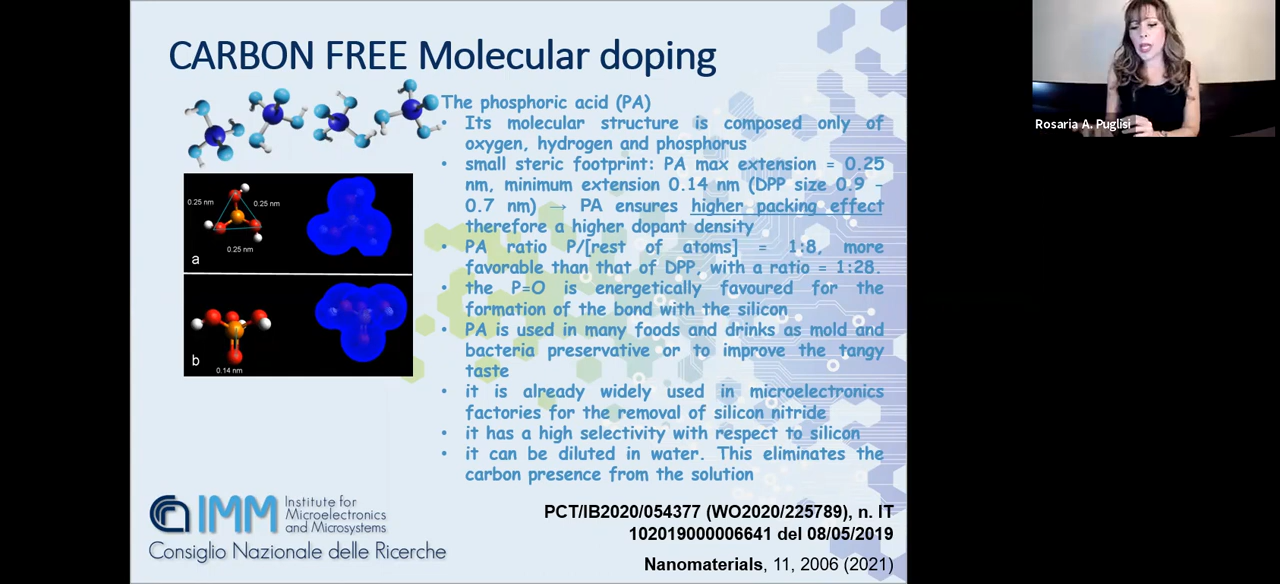 CARBON FREE Molecular doping
The phosphoric acid (PA)
• Its molecular structure is composed only of
oxygen, hydrogen and phosphorus
• small steric footprint: PA max extension = 0.25
nm, minimum extension 0.14 nm (DPP size 0.9 –
0.7 nm) → PA ensures higher packing effect
therefore a higher dopant density
• PA ratio P/[rest of atoms] = 1:8, more
favorable than that of DPP, with a ratio = 1:28.
• the P=O is energetically favoured for the
formation of the bond with the silicon
• PA is used in many foods and drinks as mold and
bacteria preservative or to improve the tangy
taste
• it is already widely used in microelectronics
factories for the removal of silicon nitride
• it has a high selectivity with respect to silicon
• it can be diluted in water. This eliminates the
carbon presence from the solution
0.25 nm
0.25 nm
0.25 nm
a
b
0.14 nm
IMM
Institute for
Microelectronics
and Microsystems
Consiglio Nazionale delle Ricerche
PCT/IB2020/054377 (WO2020/225789), n. IT
102019000006641 del 08/05/2019
Nanomaterials, 11, 2006 (2021)
Rosaria A. Puglisi